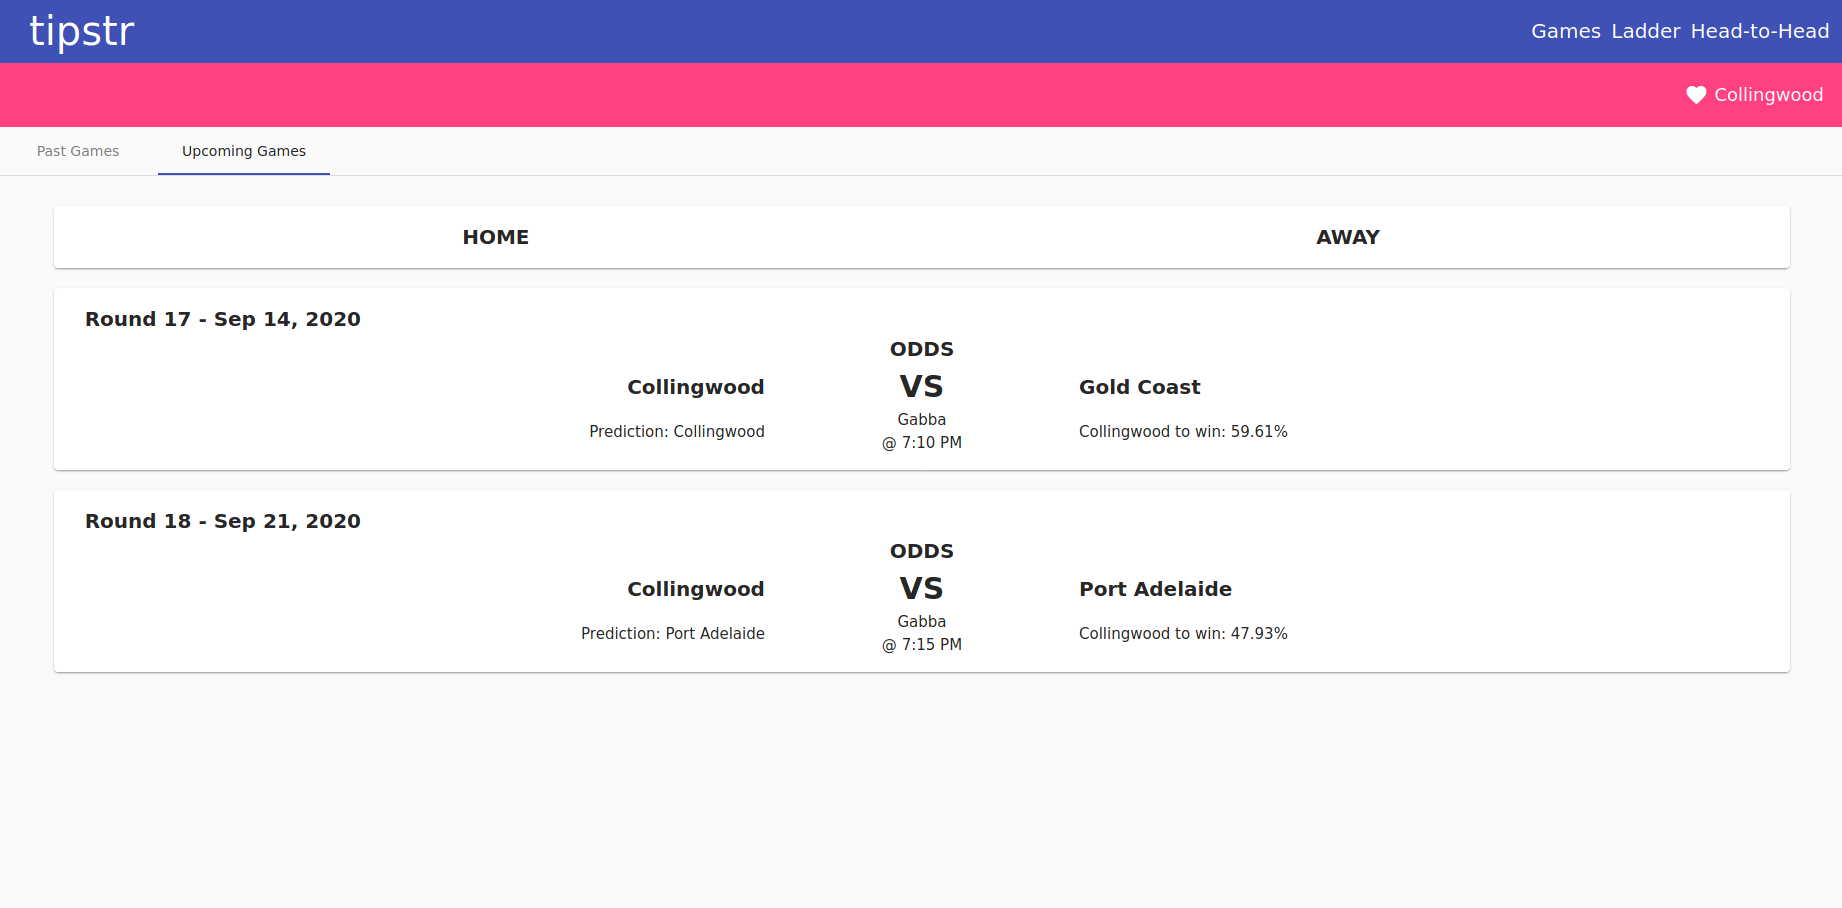 tipstr
Games Ladder Head-to-Head
Collingwood
Past Games Upcoming Games
HOME AWAY
Round 17 - Sep 14, 2020
ODDS
Collingwood VS Gold Coast
Gabba
Prediction: Collingwood Collingwood to win: 59.61%
@ 7:10 PM
Round 18 - Sep 21, 2020
ODDS
Collingwood VS Port Adelaide
Gabba
Prediction: Port Adelaide Collingwood to win: 47.93%
@ 7:15 PM